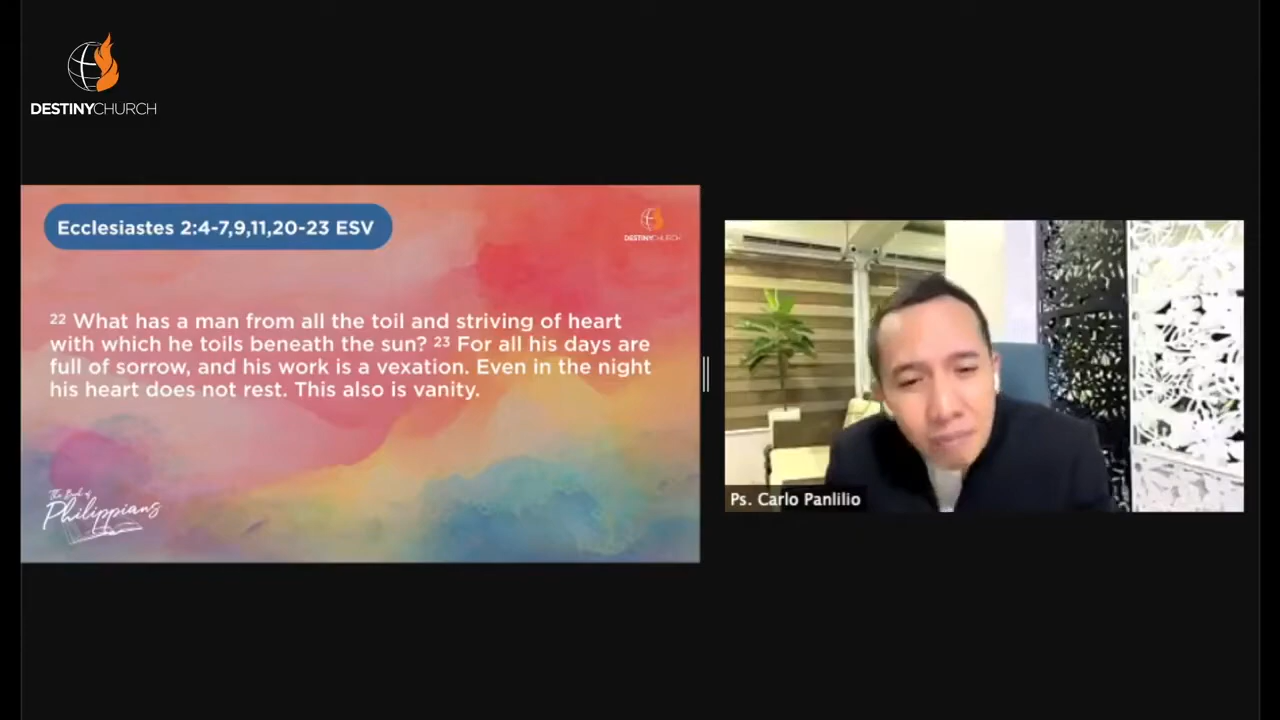 DESTINYCHURCH
Ecclesiastes 2:4-7,9,11,20-23 ESV
DESTINYCHURCH
22 What has a man from all the toil and striving of heart
with which he toils beneath the sun? 23 For all his days are
full of sorrow, and his work is a vexation. Even in the night
his heart does not rest. This also is vanity.
The Book of
Philippians
Ps. Carlo Panlilio